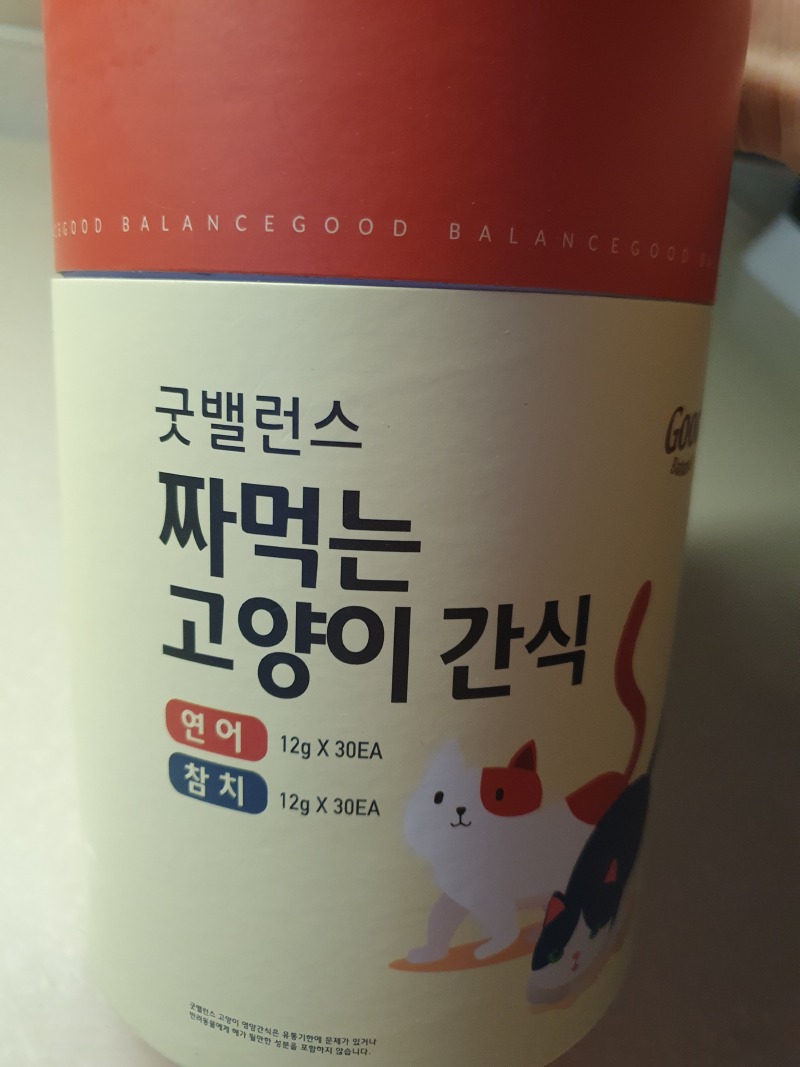 GOOD BALANCEGOOD BALANCEGOOD
굿밸런스
짜먹는
고양이 간식
연어 12g X 30EA
참치 12g X 30EA
굿밸런스 고양이 영양간식은 유통기한에 문제가 있거나
반려동물에게 해가 될만한 성분을 포함하지 않습니다.